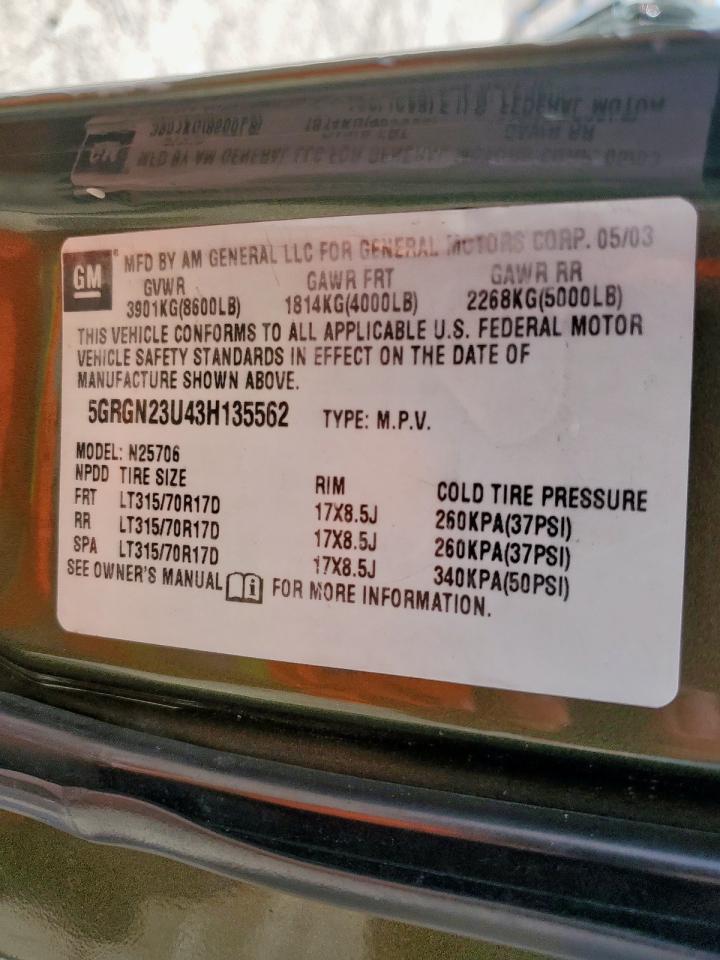 GM® MFD BY AM GENERAL LLC FOR GENERAL MOTORS CORP. 05/03
GVWR GAWR FRT GAWR RR
3901KG(8600LB) 1814KG(4000LB) 2268KG(5000LB)
THIS VEHICLE CONFORMS TO ALL APPLICABLE U.S. FEDERAL MOTOR
VEHICLE SAFETY STANDARDS IN EFFECT ON THE DATE OF
MANUFACTURE SHOWN ABOVE.
5GRGN23U43H135562 TYPE: M.P.V.
MODEL: N25706
NPDD TIRE SIZE RIM COLD TIRE PRESSURE
FRT LT315/70R17D 17X8.5J 260KPA(37PSI)
RR LT315/70R17D 17X8.5J 260KPA(37PSI)
SPA LT315/70R17D 17X8.5J 340KPA(50PSI)
SEE OWNER'S MANUAL FOR MORE INFORMATION.